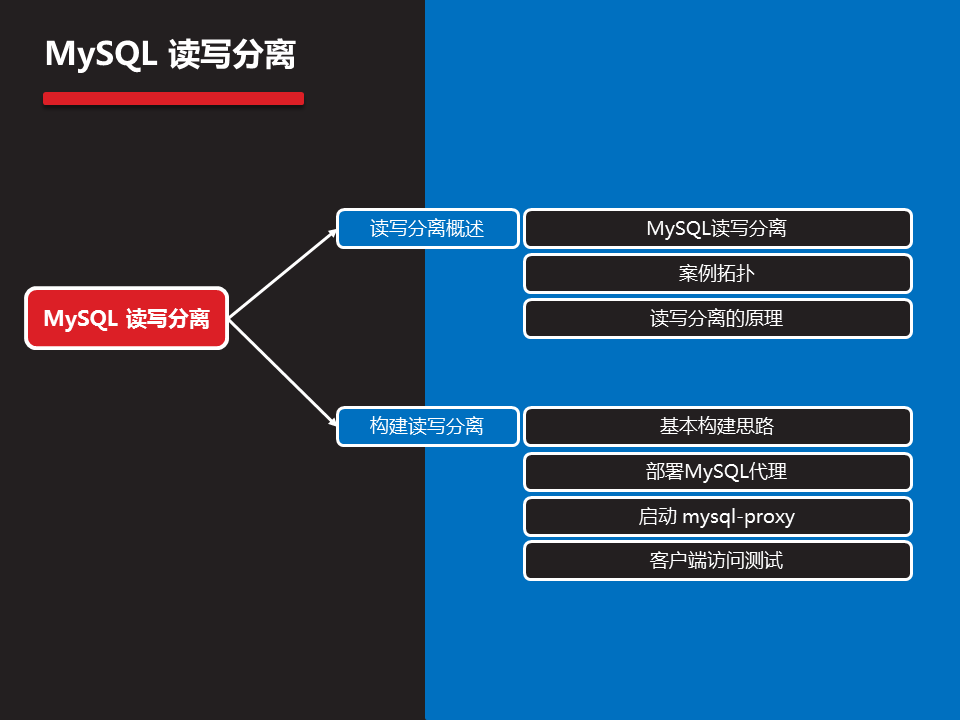 MySQL 读写分离
读写分离概述
MySQL读写分离
案例拓扑
读写分离的原理
MySQL 读写分离
构建读写分离
基本构建思路
部署MySQL代理
启动 mysql-proxy
客户端访问测试